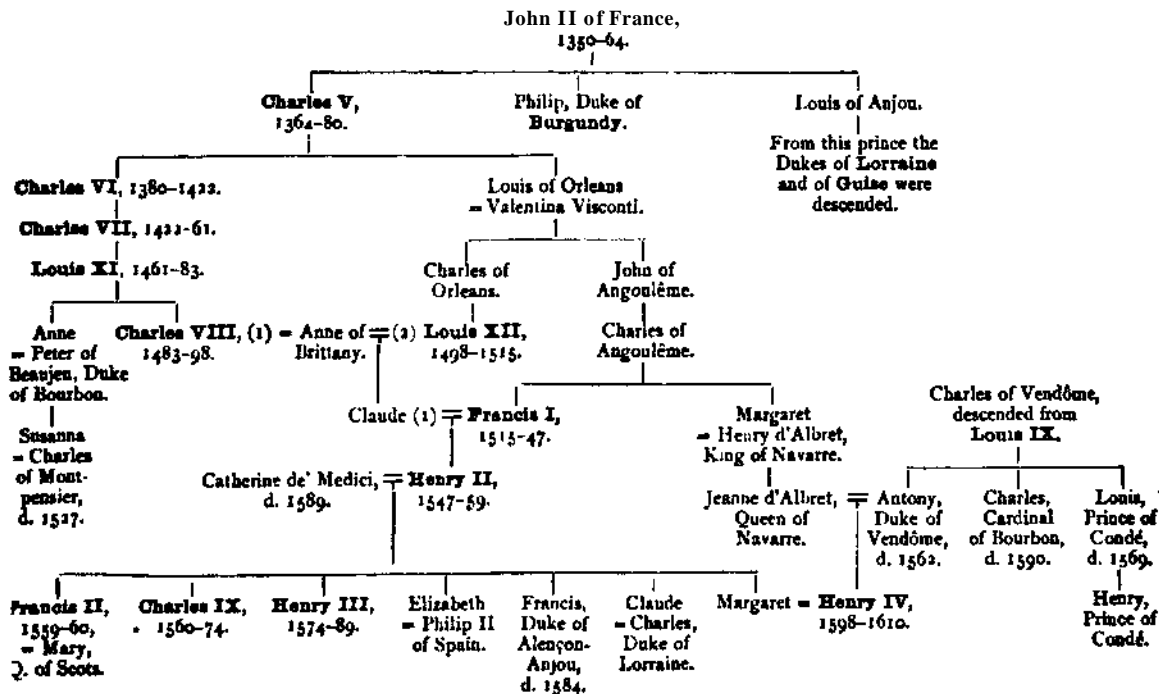 John II of France,
1350–64.
Charles V,
1364–80.
Philip, Duke of
Burgundy.
Louis of Anjou.
From this prince the
Dukes of Lorraine
and of Guise were
descended.
Charles VI, 1380–1422.
Louis of Orleans
= Valentina Visconti.
Charles VII, 1422–61.
Louis XI, 1461–83.
Charles of
Orleans.
John of
Angoulême.
Anne
= Peter of
Beaujeu, Duke
of Bourbon.
Charles VIII, (1) = Anne of = (2) Louis XII,
1483–98. Brittany. 1498–1515.
Charles of
Angoulême.
Susanna
= Charles
of Mont-
pensier,
d. 1527.
Claude (1) = Francis I,
1515–47.
Margaret
= Henry d'Albret,
King of Navarre.
Charles of Vendôme,
descended from
Louis IX.
Catherine de' Medici, = Henry II,
d. 1589. 1547–59.
Jeanne d'Albret, =
Queen of
Navarre.
Antony,
Duke of
Vendôme,
d. 1562.
Charles,
Cardinal
of Bourbon,
d. 1590.
Louis,
Prince of
Condé,
d. 1569.
Francis II,
1559–60,
= Mary,
Q. of Scots.
Charles IX,
1560–74.
Henry III,
1574–89.
Elizabeth
= Philip II
of Spain.
Francis,
Duke of
Alençon-
Anjou,
d. 1584.
Claude
= Charles,
Duke of
Lorraine.
Margaret = Henry IV,
1598–1610.
Henry,
Prince of
Condé.